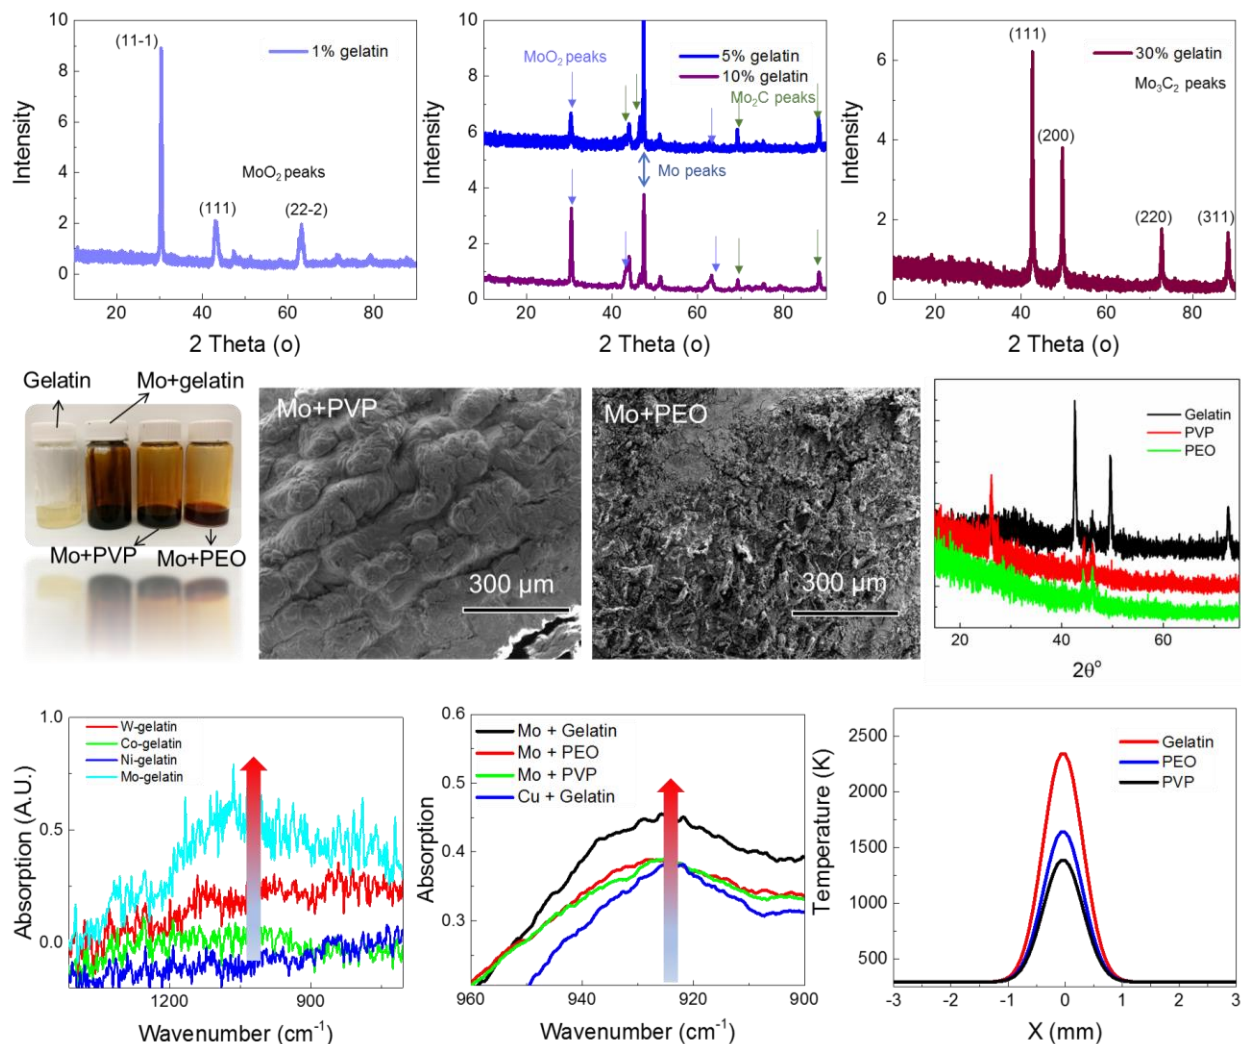 10
8
6
4
2
0
Intensity
(11-1)
1% gelatin
MoO₂ peaks
(111)
(22-2)
20
40
60
80
2 Theta (o)
10
8
6
4
2
0
Intensity
MoO₂ peaks
5% gelatin
10% gelatin
Mo₂C peaks
Mo peaks
20
40
60
80
2 Theta (o)
6
4
2
0
Intensity
(111)
30% gelatin
Mo₃C₂ peaks
(200)
(220)
(311)
20
40
60
80
2 Theta (o)
Gelatin
Mo+gelatin
Mo+PVP
Mo+PEO
Mo+PVP
300 µm
Mo+PEO
300 µm
Gelatin
PVP
PEO
20
40
60
2θº
1.0
0.5
0.0
Absorption (A.U.)
W-gelatin
Co-gelatin
Ni-gelatin
Mo-gelatin
1200
900
Wavenumber (cm⁻¹)
0.6
0.5
0.4
0.3
Absorption
Mo + Gelatin
Mo + PEO
Mo + PVP
Cu + Gelatin
960
940
920
900
Wavenumber (cm⁻¹)
2500
2000
1500
1000
500
Temperature (K)
Gelatin
PEO
PVP
-3
-2
-1
0
1
2
3
X (mm)